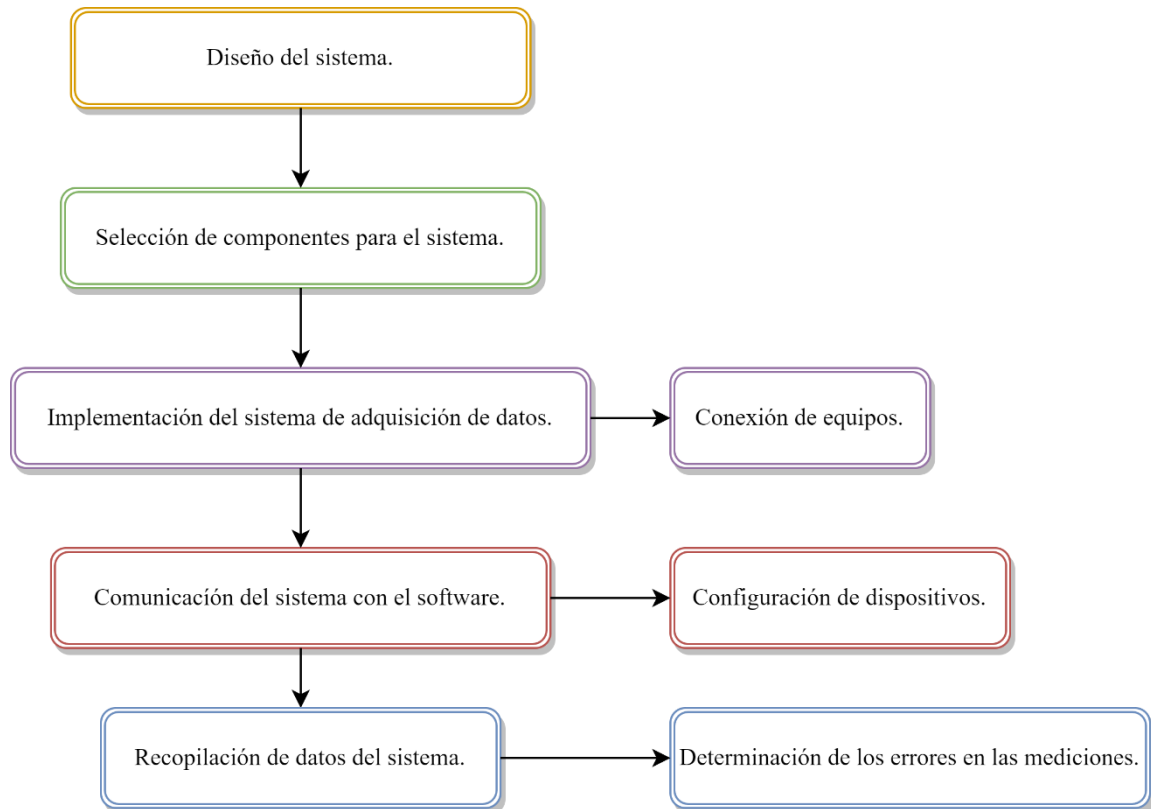 Diseño del sistema.
Selección de componentes para el sistema.
Implementación del sistema de adquisición de datos.
Conexión de equipos.
Comunicacíón del sistema con el software.
Configuración de dispositivos.
Recopilación de datos del sistema.
Determinación de los errores en las mediciones.